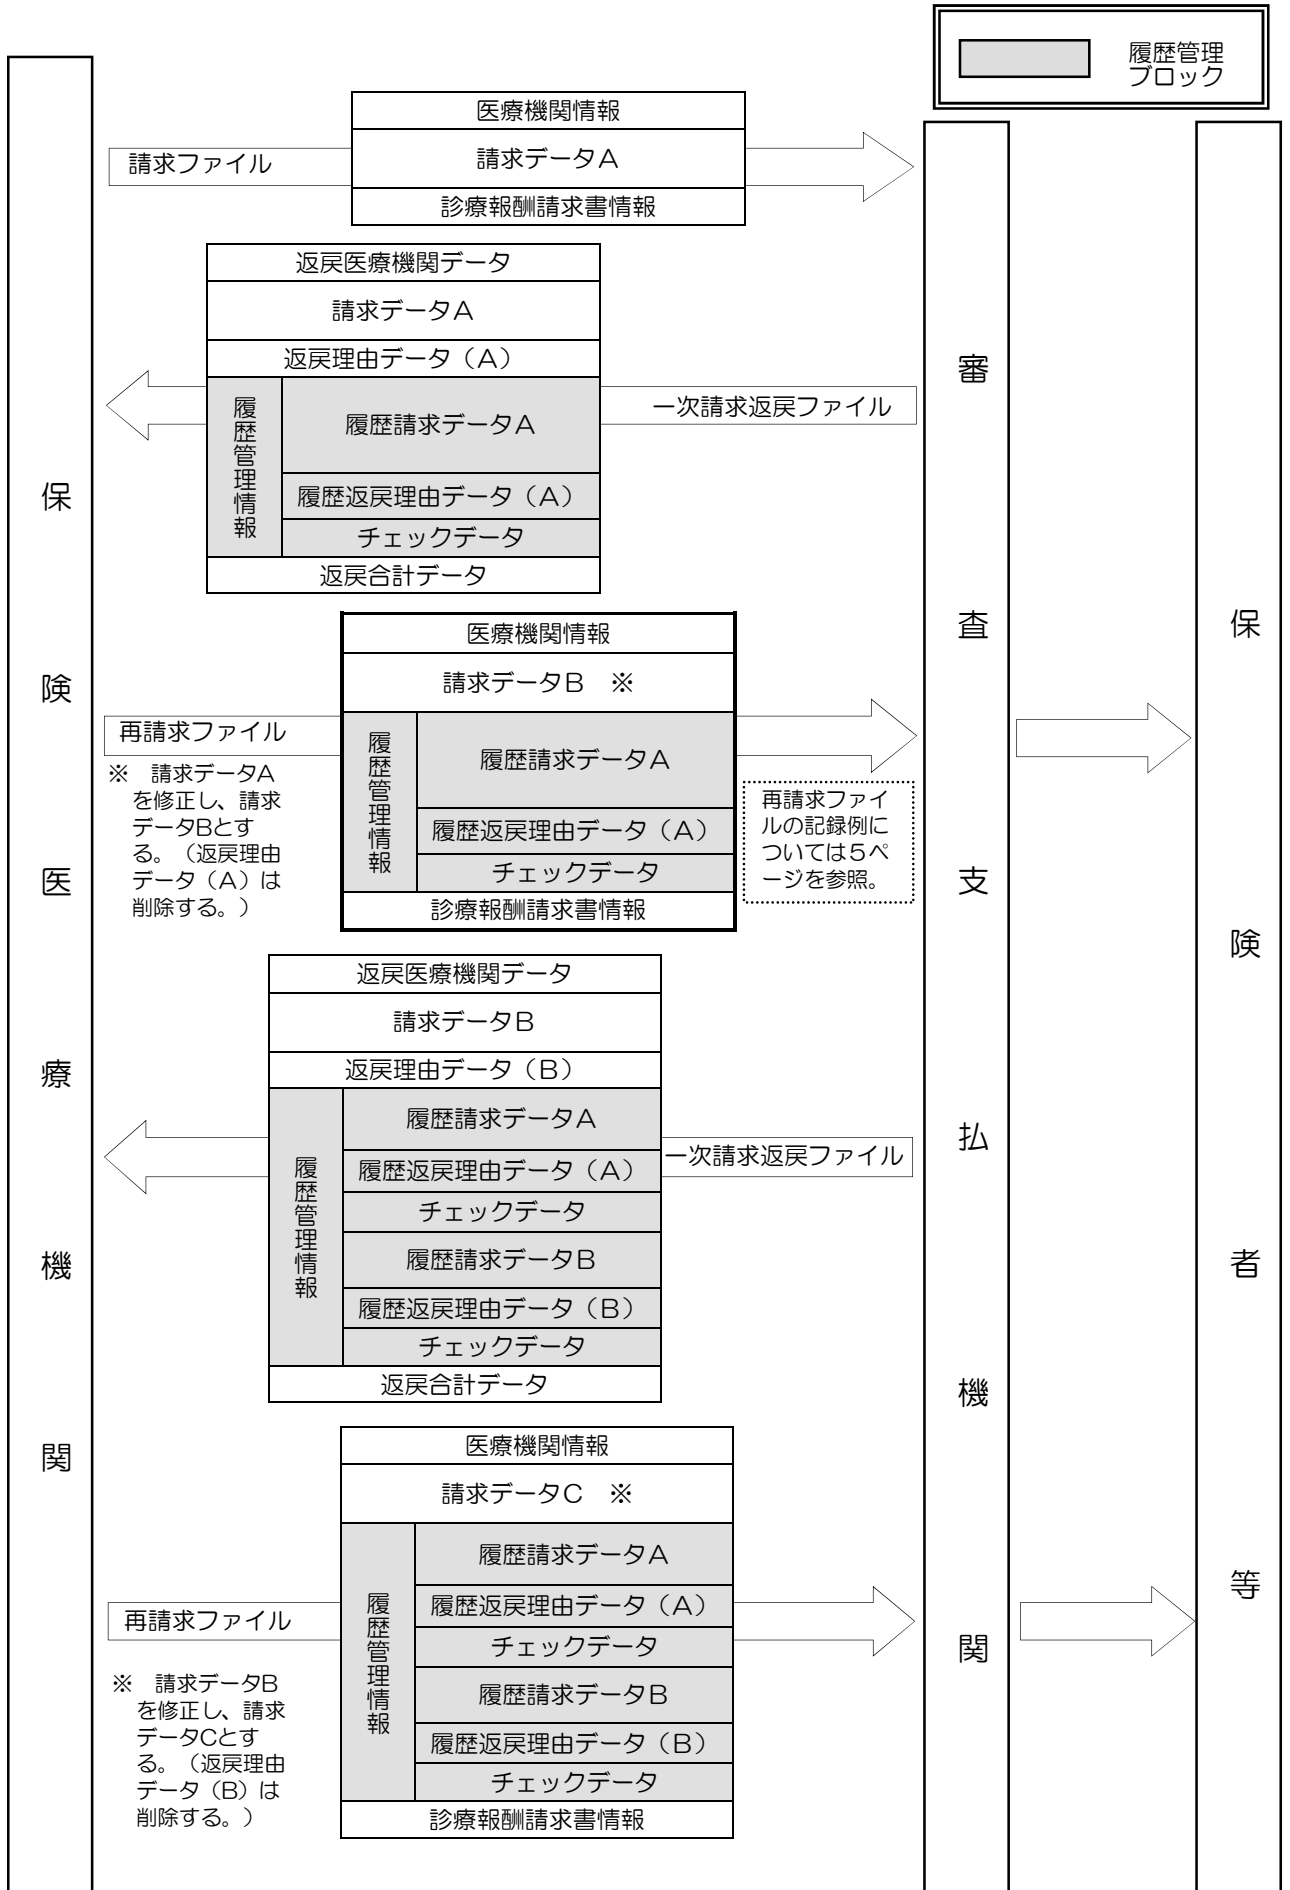 履歴管理
ブロック
保険医療機関
審査支払機関
保険者等
医療機関情報
請求ファイル
請求データA
診療報酬請求書情報
返戻医療機関データ
請求データA
返戻理由データ（A）
履歴管理情報
履歴請求データA
一次請求返戻ファイル
履歴返戻理由データ（A）
チェックデータ
返戻合計データ
医療機関情報
請求データB　※
再請求ファイル
履歴管理情報
履歴請求データA
履歴返戻理由データ（A）
チェックデータ
診療報酬請求書情報
※　請求データA
を修正し、請求
データBとす
る。（返戻理由
データ（A）は
削除する。）
再請求ファイ
ルの記録例に
ついては５ペ
ージを参照。
返戻医療機関データ
請求データB
返戻理由データ（B）
履歴管理情報
履歴請求データA
一次請求返戻ファイル
履歴返戻理由データ（A）
チェックデータ
履歴請求データB
履歴返戻理由データ（B）
チェックデータ
返戻合計データ
医療機関情報
請求データC　※
履歴管理情報
履歴請求データA
再請求ファイル
履歴返戻理由データ（A）
チェックデータ
履歴請求データB
履歴返戻理由データ（B）
チェックデータ
診療報酬請求書情報
※　請求データB
を修正し、請求
データCとす
る。（返戻理由
データ（B）は
削除する。）